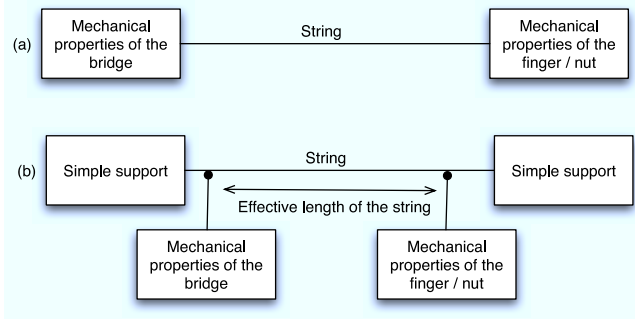 (a)
Mechanical
properties of the
bridge
String
Mechanical
properties of the
finger / nut
(b)
Simple support
String
Simple support
Effective length of the string
Mechanical
properties of the
bridge
Mechanical
properties of the
finger / nut